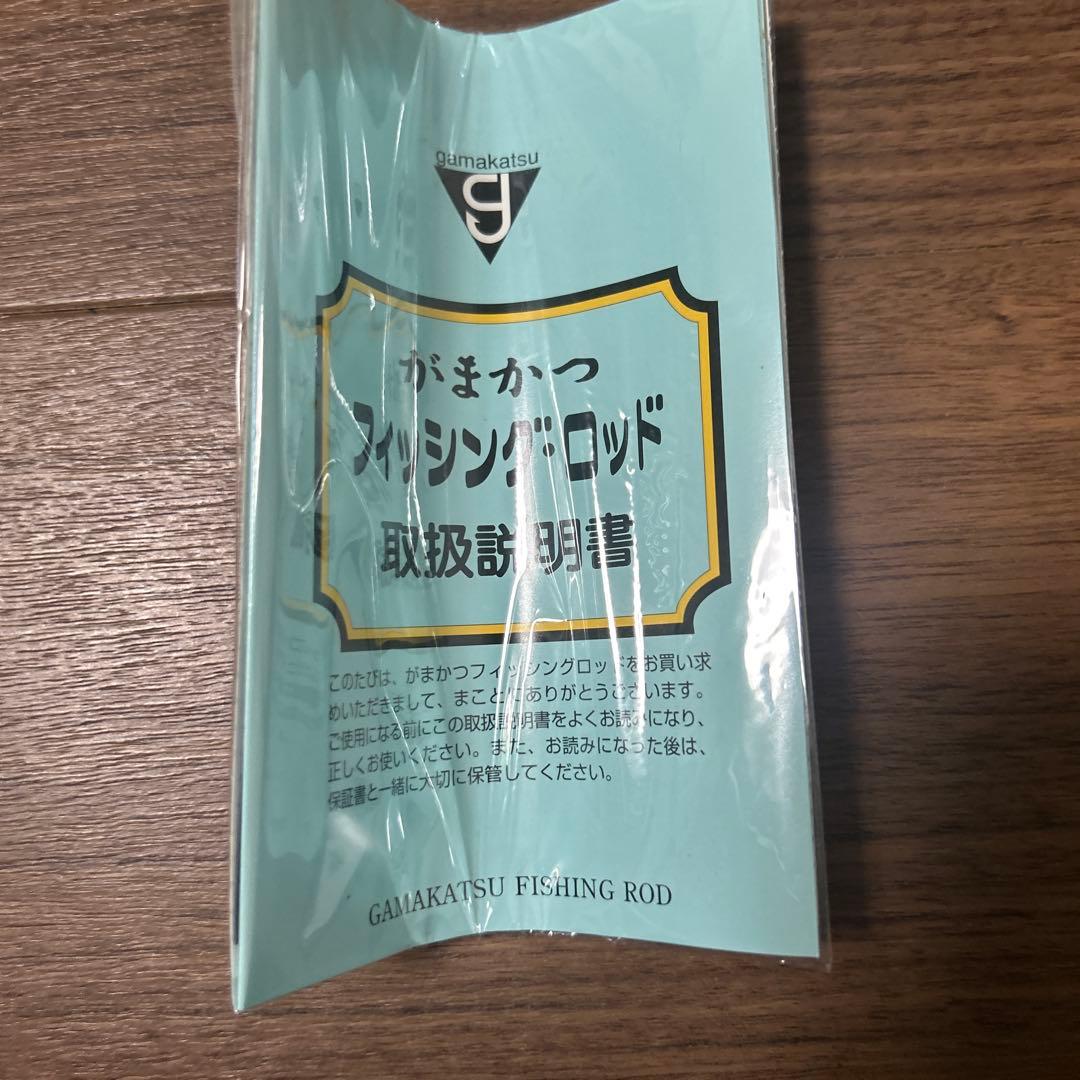 gamakatsu
g
がまかつ
フィッシング・ロッド
取扱説明書
このたびは、がまかつフィッシングロッドをお買い求
めいただきまして、まことにありがとうございます。
ご使用になる前にこの取扱説明書をよくお読みになり、
正しくお使いください。また、お読みになった後は、
保証書と一緒に大切に保管してください。
GAMAKATSU FISHING ROD